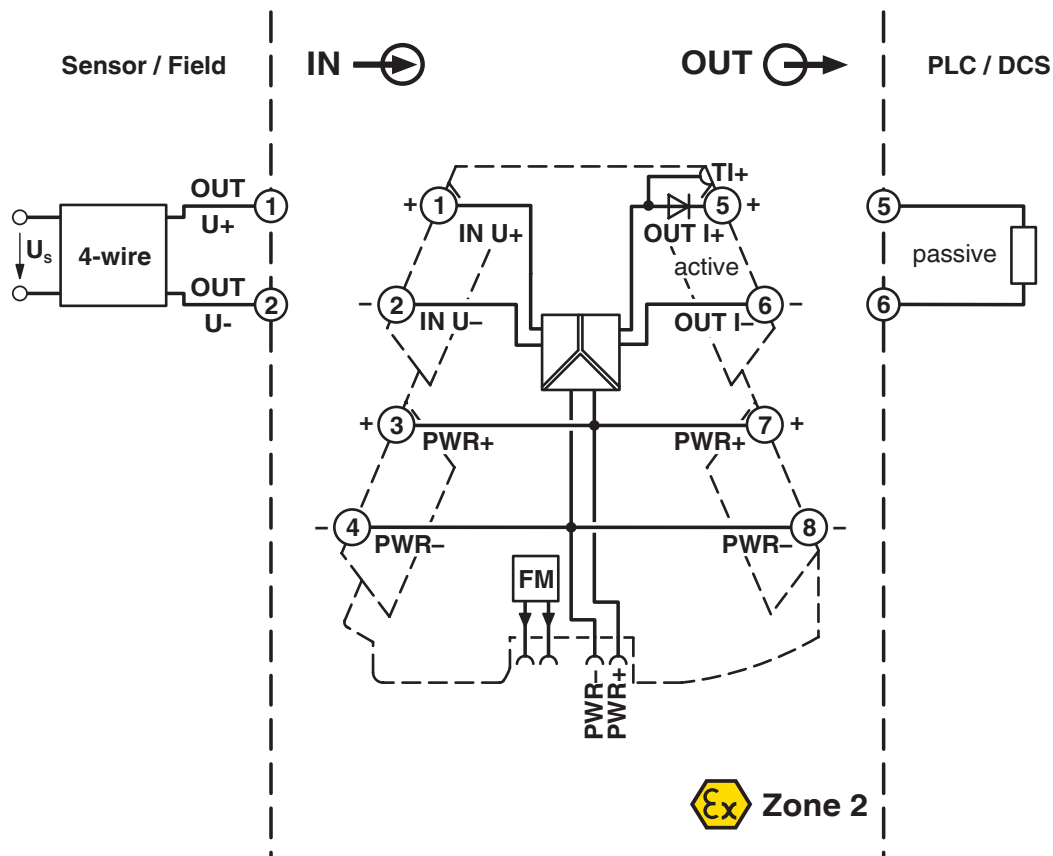 Sensor / Field
IN
OUT
PLC / DCS
OUT
U+
1
4-wire
Us
OUT
U-
2
+ 1
IN U+
– 2
IN U–
TI+
5 +
OUT I+
active
6 –
OUT I–
5
passive
6
+ 3
PWR+
7 +
PWR+
– 4
PWR–
8 –
PWR–
FM
PWR–
PWR+
Ex Zone 2